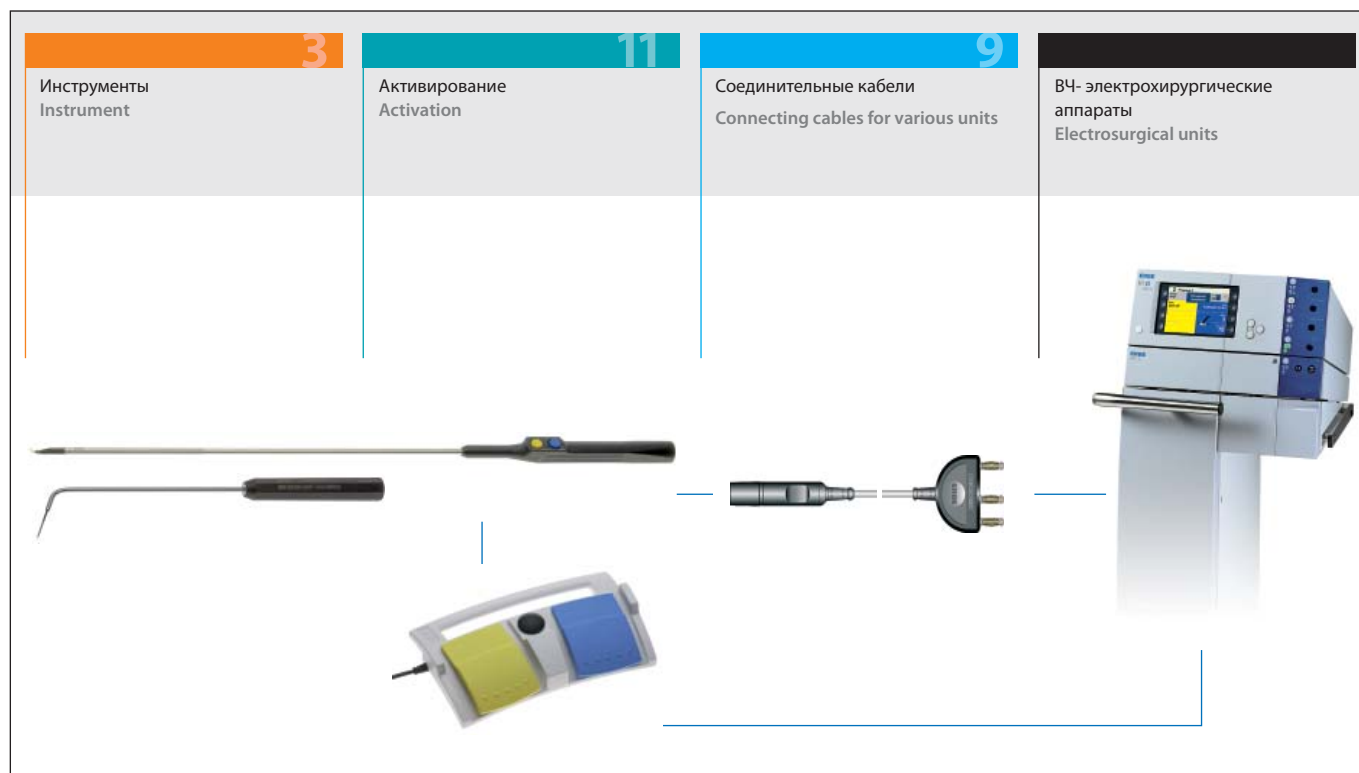 3
Инструменты
Instrument
11
Активирование
Activation
9
Соединительные кабели
Connecting cables for various units
ВЧ- электрохирургические
аппараты
Electrosurgical units